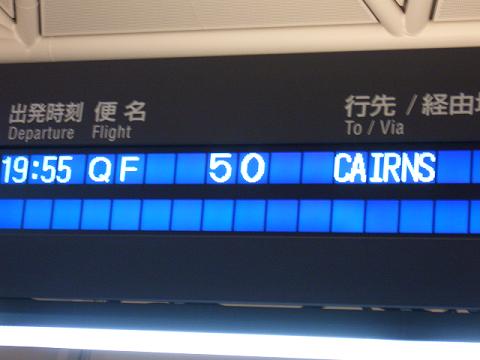 出発時刻 便名 行先 / 経由地
Departure Flight To / Via
19:55 QF 50 CAIRNS